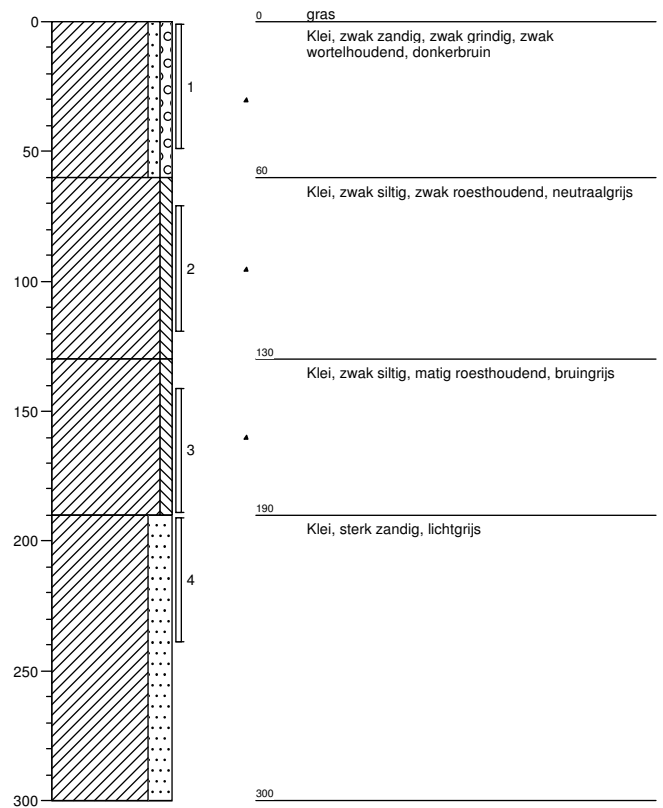 0
50
100
150
200
250
300
1
2
3
4
0
gras
Klei, zwak zandig, zwak grindig, zwak
wortelhoudend, donkerbruin
60
Klei, zwak siltig, zwak roesthoudend, neutraalgrijs
130
Klei, zwak siltig, matig roesthoudend, bruingrijs
190
Klei, sterk zandig, lichtgrijs
300